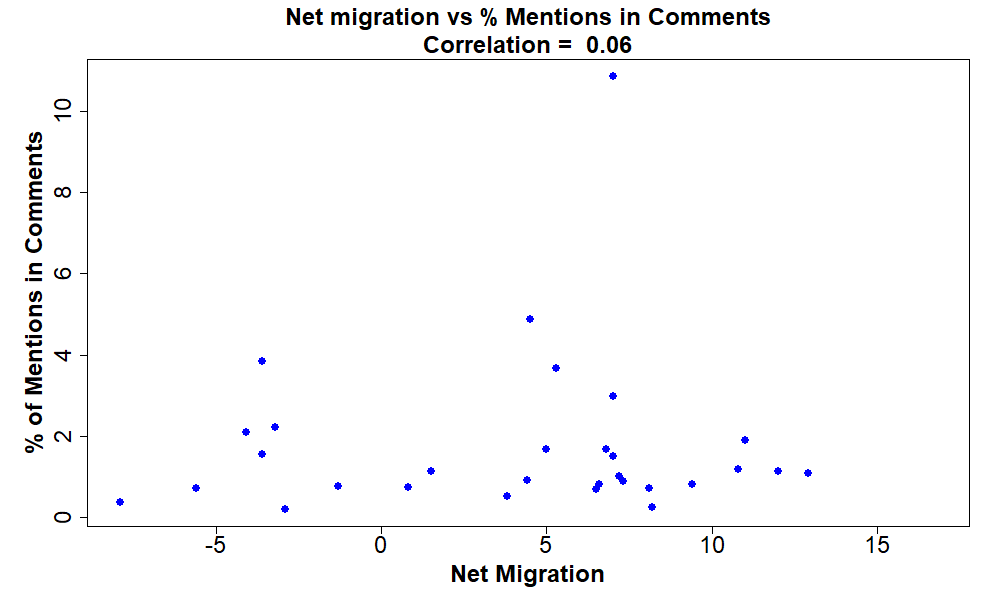 Net migration vs % Mentions in Comments
Correlation = 0.06
% of Mentions in Comments
10
8
6
4
2
0
-5 0 5 10 15
Net Migration